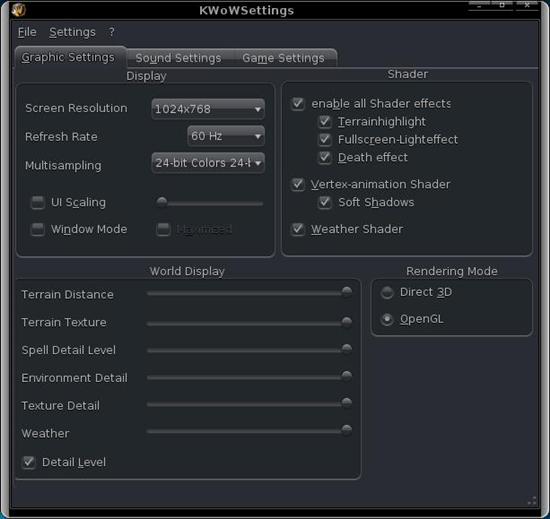 KWoWSettings
File Settings ?
Graphic Settings Sound Settings Game Settings
Display
Screen Resolution 1024x768
Refresh Rate 60 Hz
Multisampling 24-bit Colors 24-
UI Scaling
Window Mode Maximized
Shader
enable all Shader effects
Terrainhighlight
Fullscreen-Lighteffect
Death effect
Vertex-animation Shader
Soft Shadows
Weather Shader
World Display
Terrain Distance
Terrain Texture
Spell Detail Level
Environment Detail
Texture Detail
Weather
Detail Level
Rendering Mode
Direct 3D
OpenGL